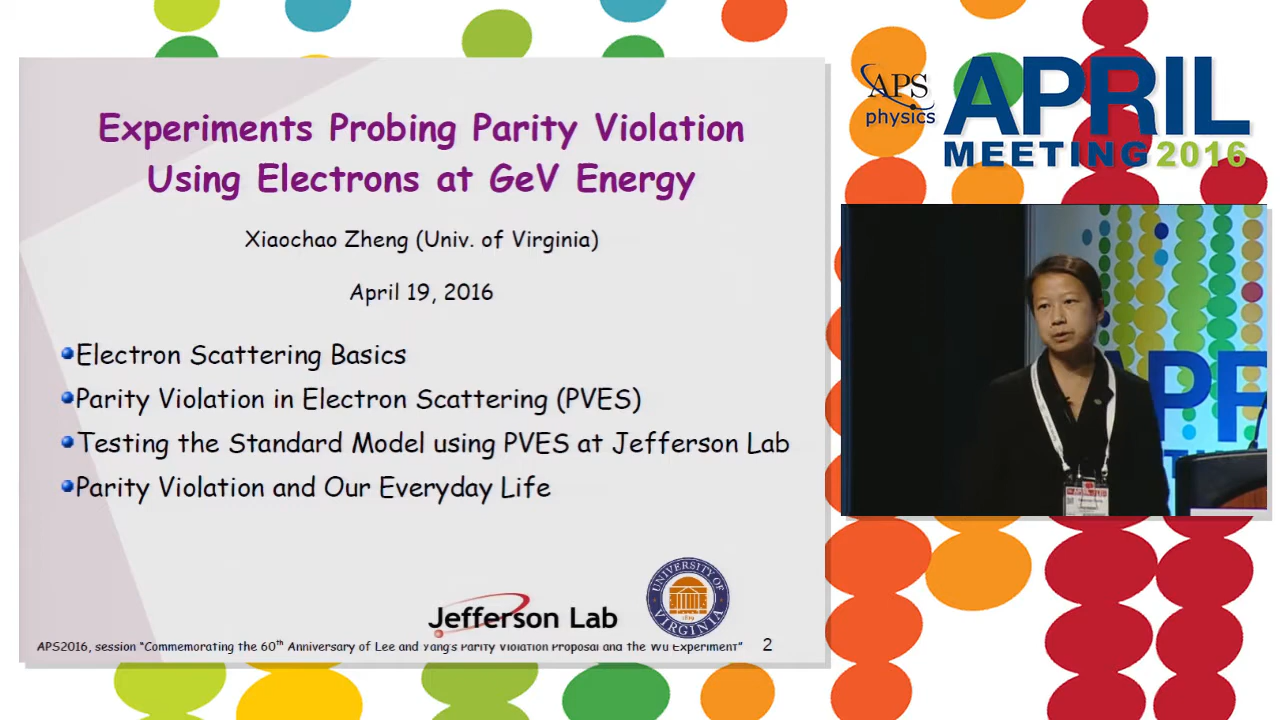 Experiments Probing Parity Violation
Using Electrons at GeV Energy
Xiaochao Zheng (Univ. of Virginia)
April 19, 2016
Electron Scattering Basics
Parity Violation in Electron Scattering (PVES)
Testing the Standard Model using PVES at Jefferson Lab
Parity Violation and Our Everyday Life
Jefferson Lab
UNIVERSITY OF
VIRGINIA
1819
APS2016, session “Commemorating the 60th Anniversary of Lee and Yang's Parity Violation Proposal and the Wu Experiment” 2
APS
physics
APRIL
MEETING 2016